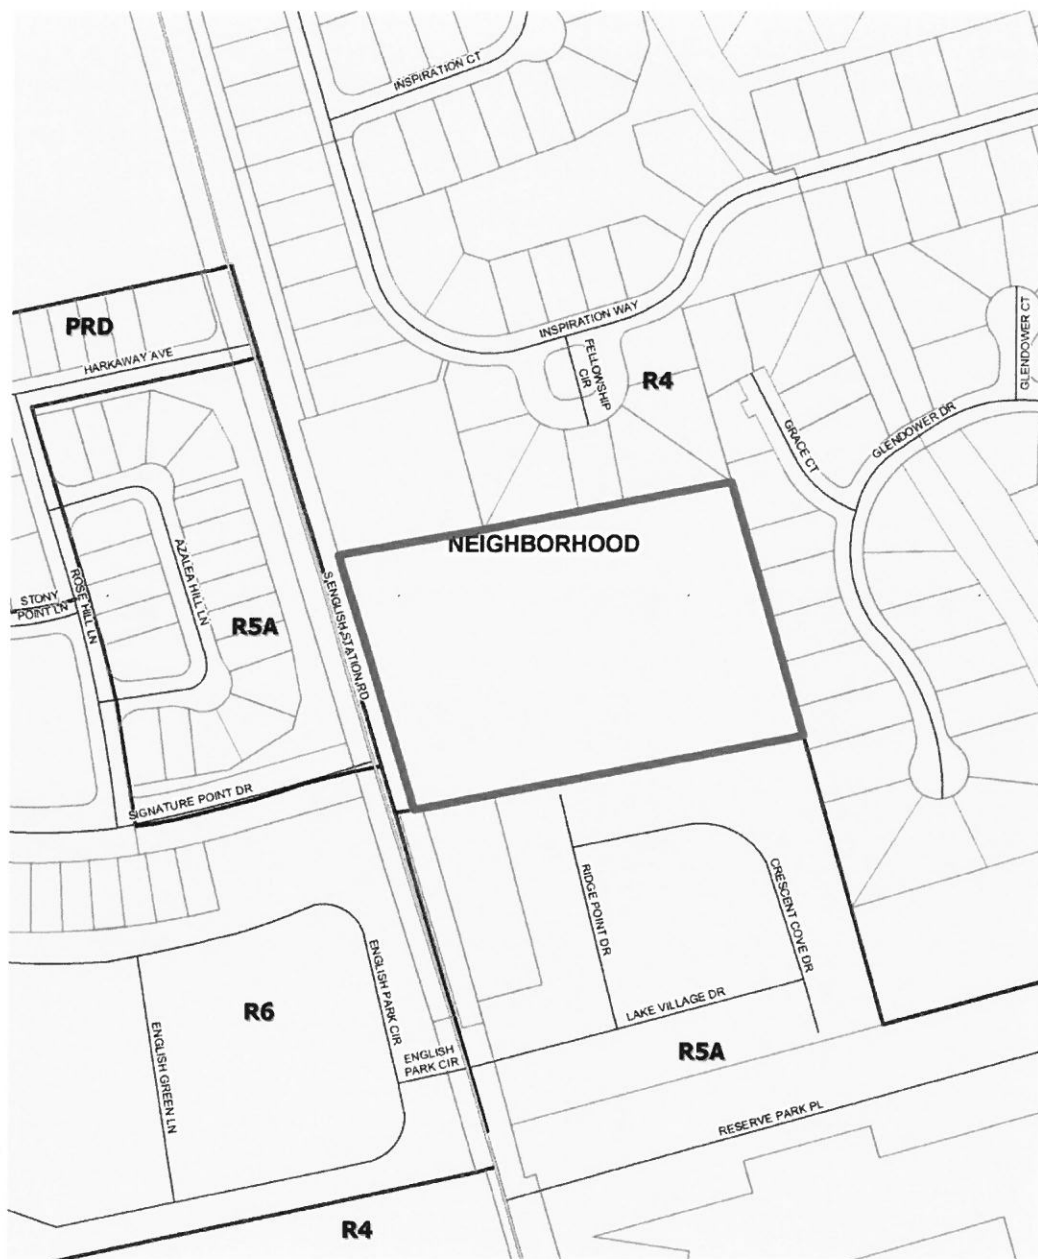 INSPIRATION CT
PRD
HARKAWAY AVE
INSPIRATION WAY
FELLOWSHIP
CIR
R4
GRACE CT
GLENDOWER DR
GLENDOWER CT
NEIGHBORHOOD
STONY
POINT LN
ROSE HILL LN
AZALEA HILL LN
R5A
S ENGLISH STATION RD
SIGNATURE POINT DR
RIDGE POINT DR
CRESCENT COVE DR
LAKE VILLAGE DR
R6
ENGLISH PARK CIR
ENGLISH
PARK CIR
ENGLISH GREEN LN
R5A
RESERVE PARK PL
R4